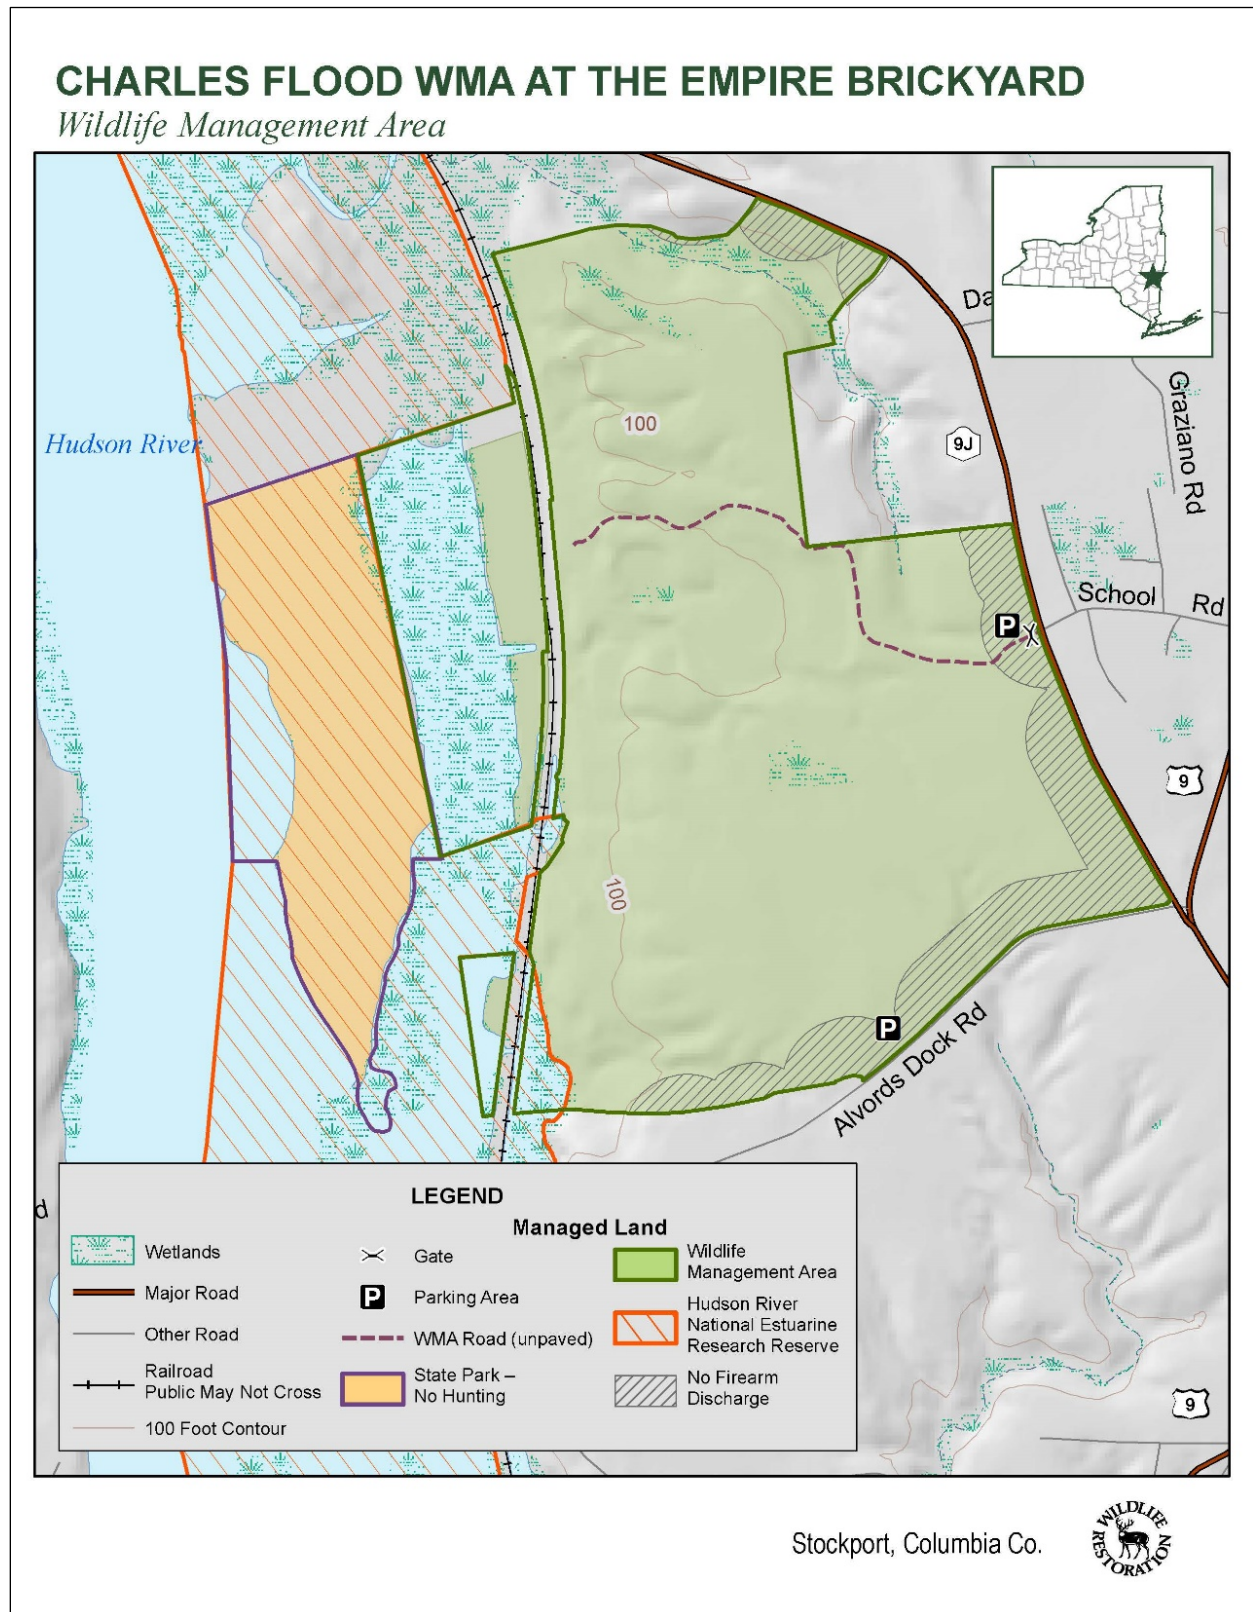 CHARLES FLOOD WMA AT THE EMPIRE BRICKYARD
Wildlife Management Area
Da
Graziano Rd
Hudson River
100
9J
School Rd
P
9
100
P
Alvords Dock Rd
d
LEGEND
Managed Land
Wetlands
Major Road
Other Road
Railroad
Public May Not Cross
100 Foot Contour
Gate
P
Parking Area
WMA Road (unpaved)
State Park –
No Hunting
Wildlife
Management Area
Hudson River
National Estuarine
Research Reserve
No Firearm
Discharge
9
Stockport, Columbia Co.
WILDLIFE
RESTORATION